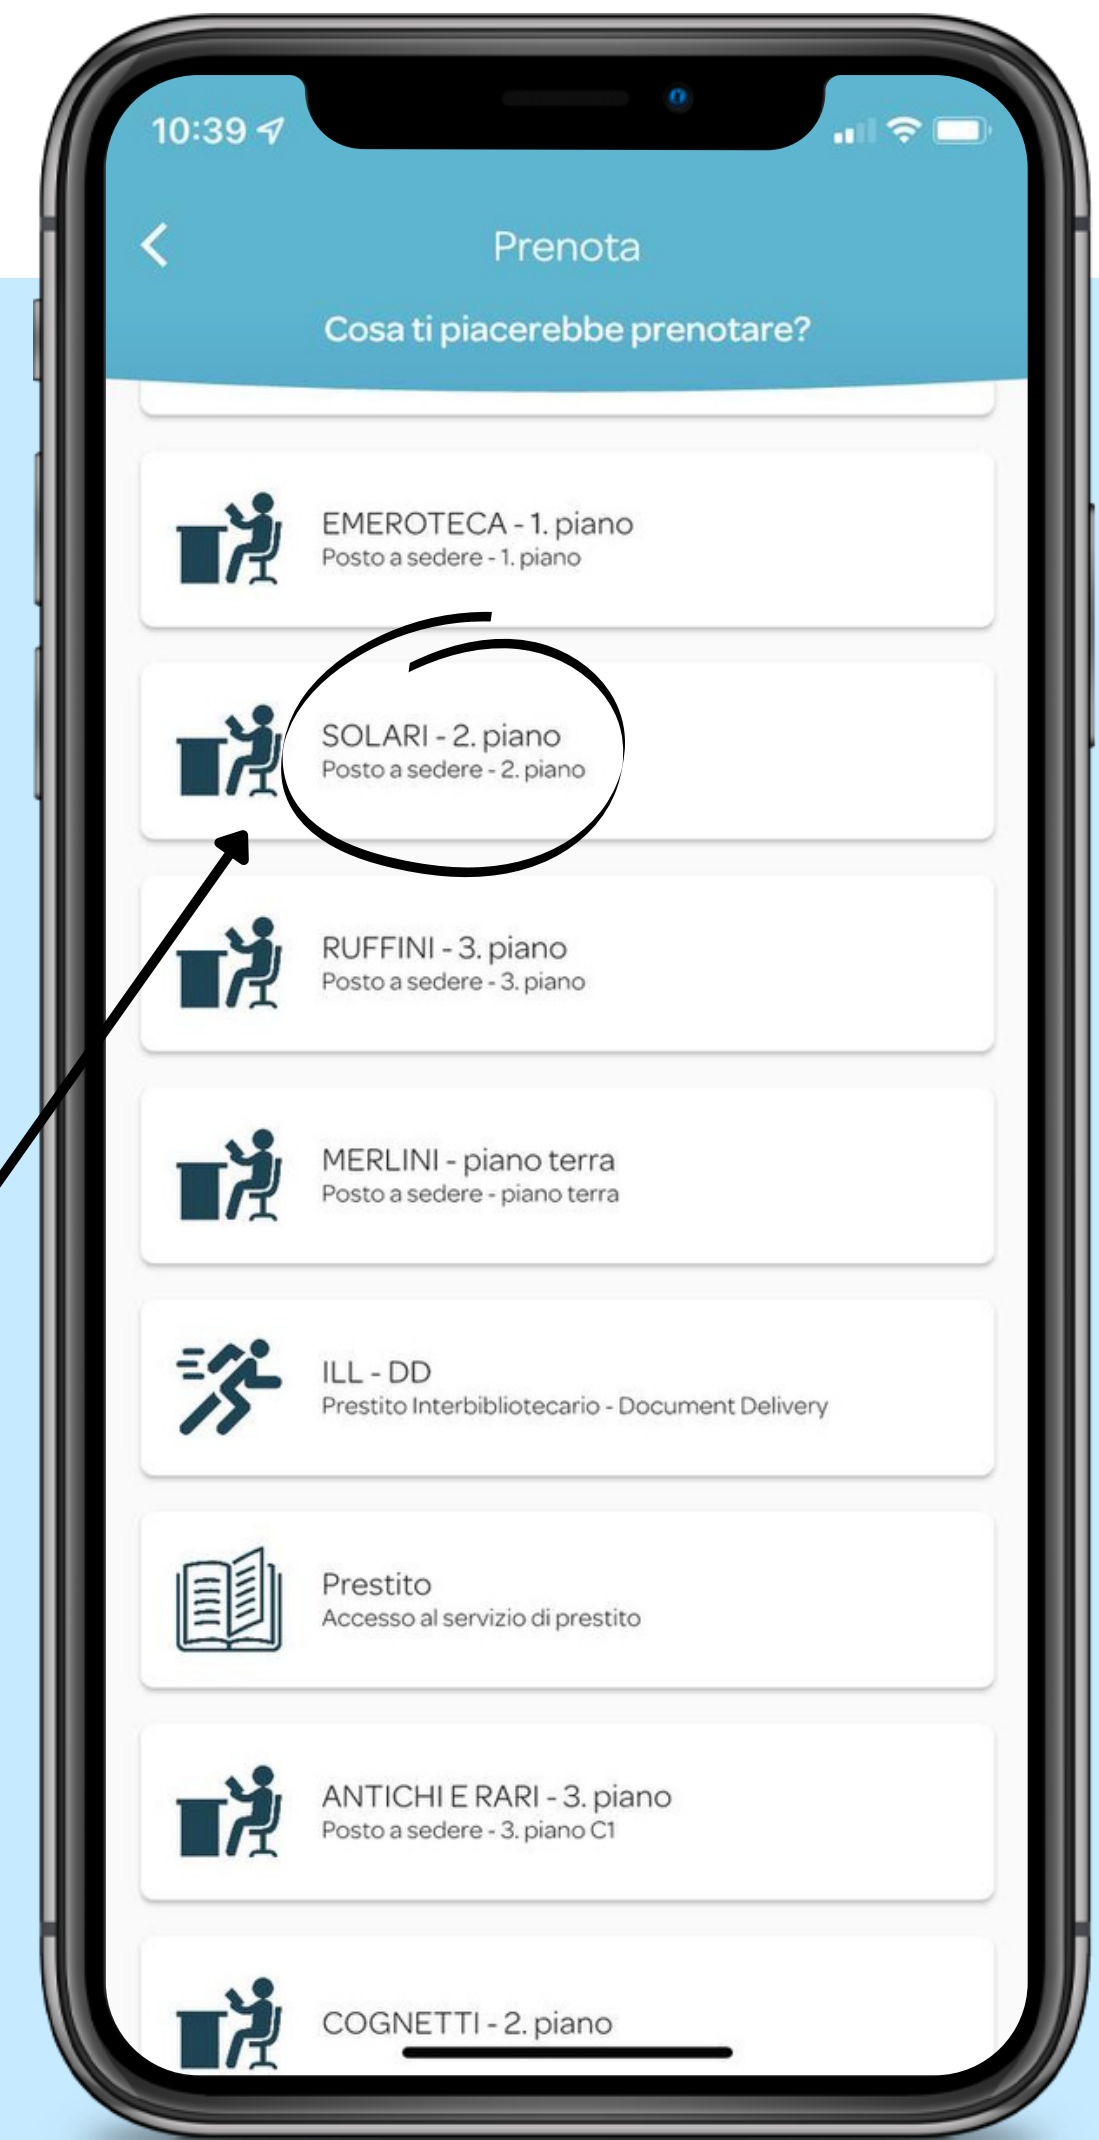 10:39
Prenota
Cosa ti piacerebbe prenotare?
EMEROTECA - 1. piano
Posto a sedere - 1. piano
SOLARI - 2. piano
Posto a sedere - 2. piano
RUFFINI - 3. piano
Posto a sedere - 3. piano
MERLINI - piano terra
Posto a sedere - piano terra
ILL - DD
Prestito Interbibliotecario - Document Delivery
Prestito
Accesso al servizio di prestito
ANTICHI E RARI - 3. piano
Posto a sedere - 3. piano C1
COGNETTI - 2. piano